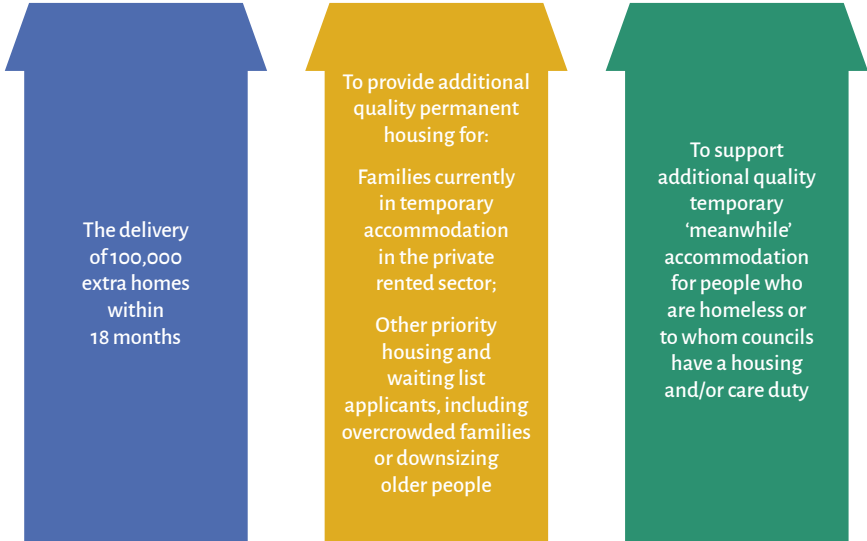 The delivery
of 100,000
extra homes
within
18 months
To provide additional
quality permanent
housing for:
Families currently
in temporary
accommodation
in the private
rented sector;
Other priority
housing and
waiting list
applicants, including
overcrowded families
or downsizing
older people
To support
additional quality
temporary
‘meanwhile’
accommodation
for people who
are homeless or
to whom councils
have a housing
and/or care duty